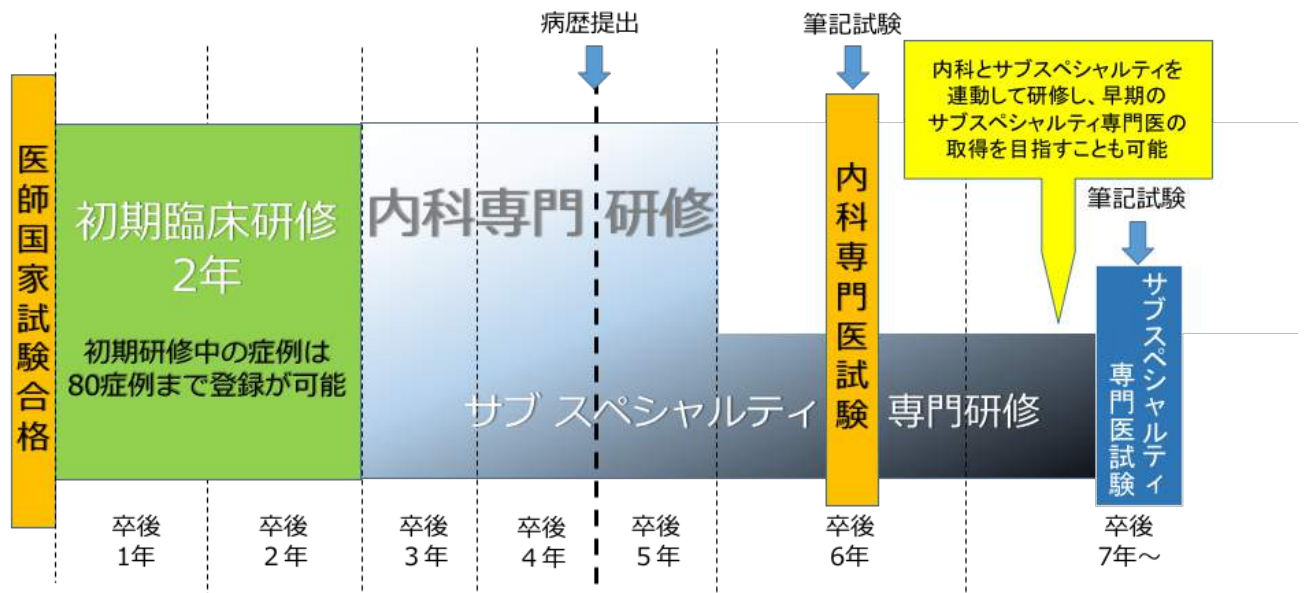 病歴提出
筆記試験
内科とサブスペシャルティを
連動して研修し、早期の
サブスペシャルティ専門医の
取得を目指すことも可能
医師国家試験合格
初期臨床研修
2年
初期研修中の症例は
80症例まで登録が可能
内科専門 研修
内科専門医試験
筆記試験
サブスペシャルティ
専門医試験
サブ スペシャルティ 専門研修
卒後
1年
卒後
２年
卒後
３年
卒後
４年
卒後
５年
卒後
6年
卒後
7年～